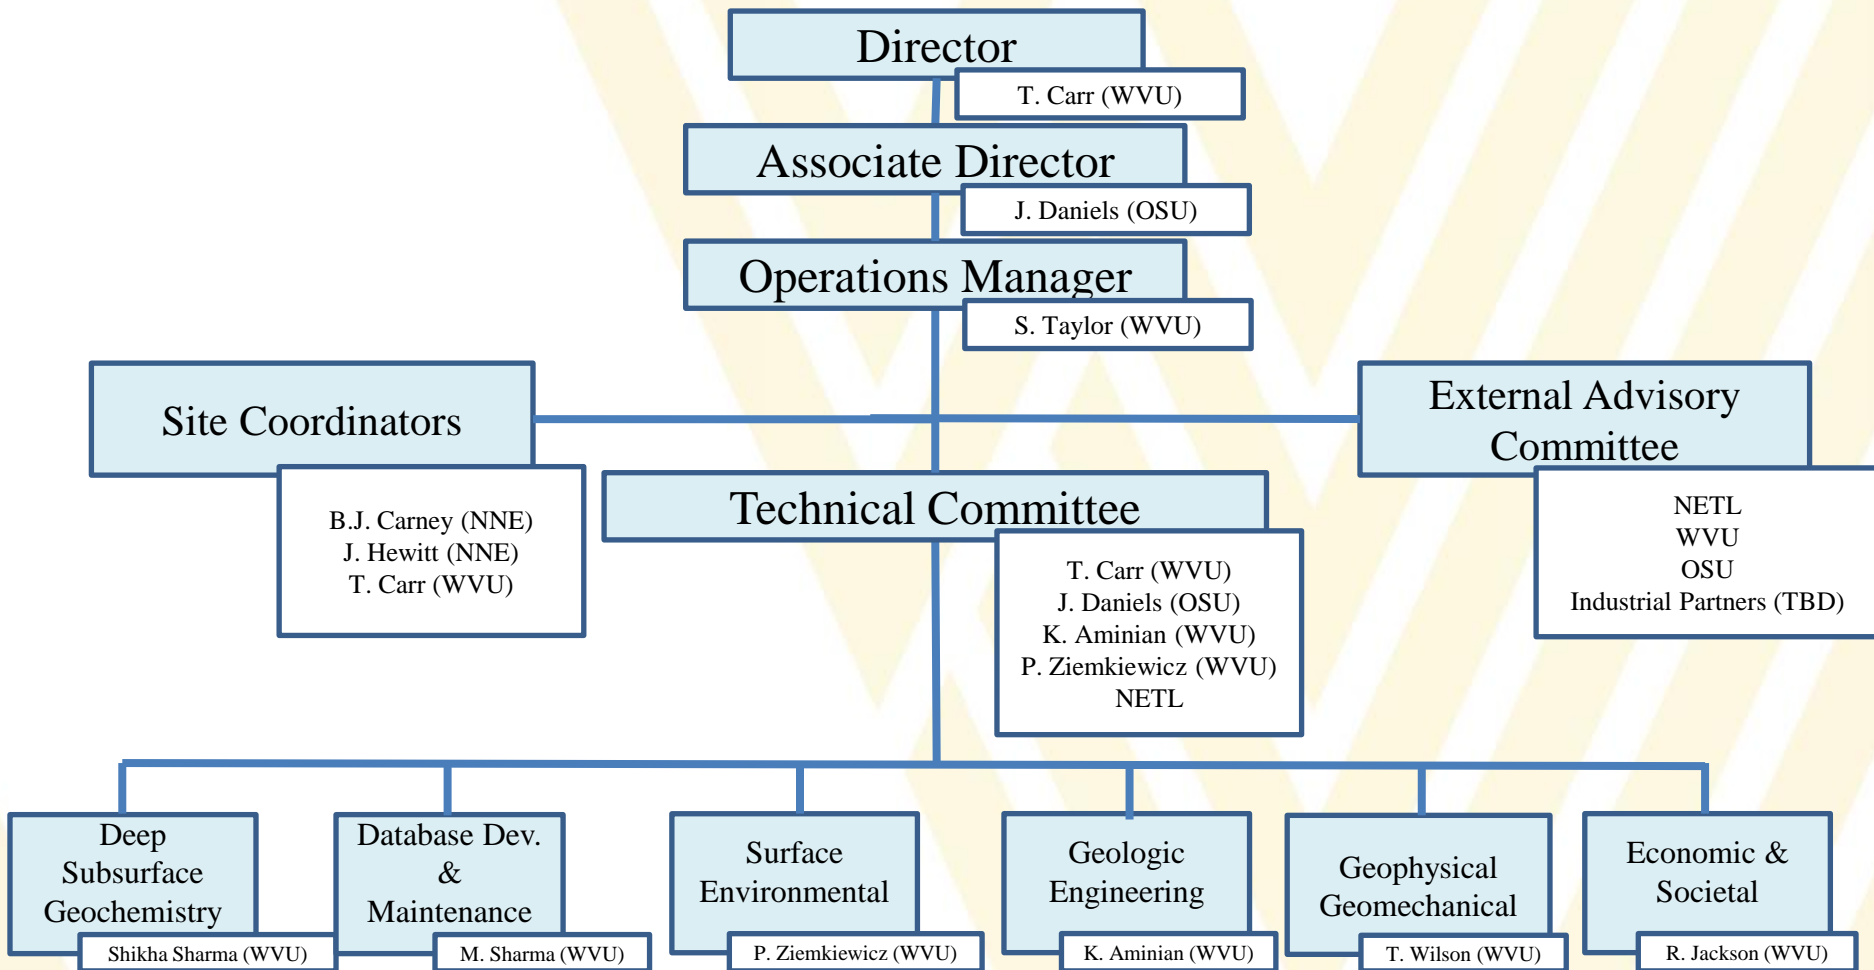 Director
T. Carr (WVU)
Associate Director
J. Daniels (OSU)
Operations Manager
S. Taylor (WVU)
Site Coordinators
B.J. Carney (NNE)
J. Hewitt (NNE)
T. Carr (WVU)
External Advisory
Committee
NETL
WVU
OSU
Industrial Partners (TBD)
Technical Committee
T. Carr (WVU)
J. Daniels (OSU)
K. Aminian (WVU)
P. Ziemkiewicz (WVU)
NETL
Deep
Subsurface
Geochemistry
Shikha Sharma (WVU)
Database Dev.
&
Maintenance
M. Sharma (WVU)
Surface
Environmental
P. Ziemkiewicz (WVU)
Geologic
Engineering
K. Aminian (WVU)
Geophysical
Geomechanical
T. Wilson (WVU)
Economic &
Societal
R. Jackson (WVU)